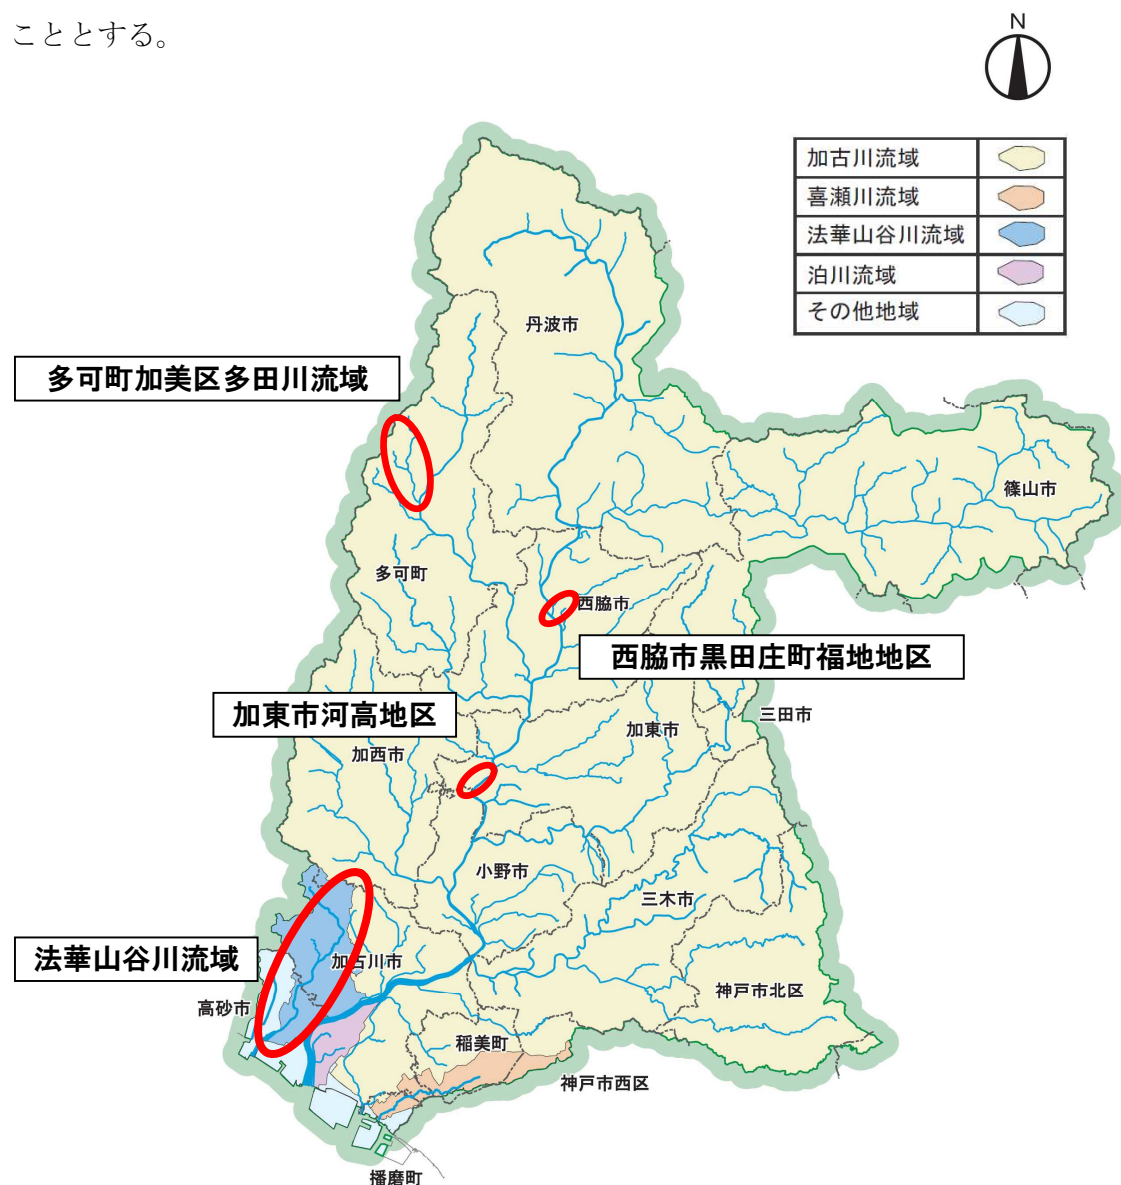 こととする。
N
加古川流域
喜瀬川流域
法華山谷川流域
泊川流域
その他地域
丹波市
多可町加美区多田川流域
篠山市
多可町
西脇市
西脇市黒田庄町福地地区
加東市河高地区
三田市
加東市
加西市
小野市
三木市
法華山谷川流域
加古川市
神戸市北区
高砂市
稲美町
神戸市西区
播磨町